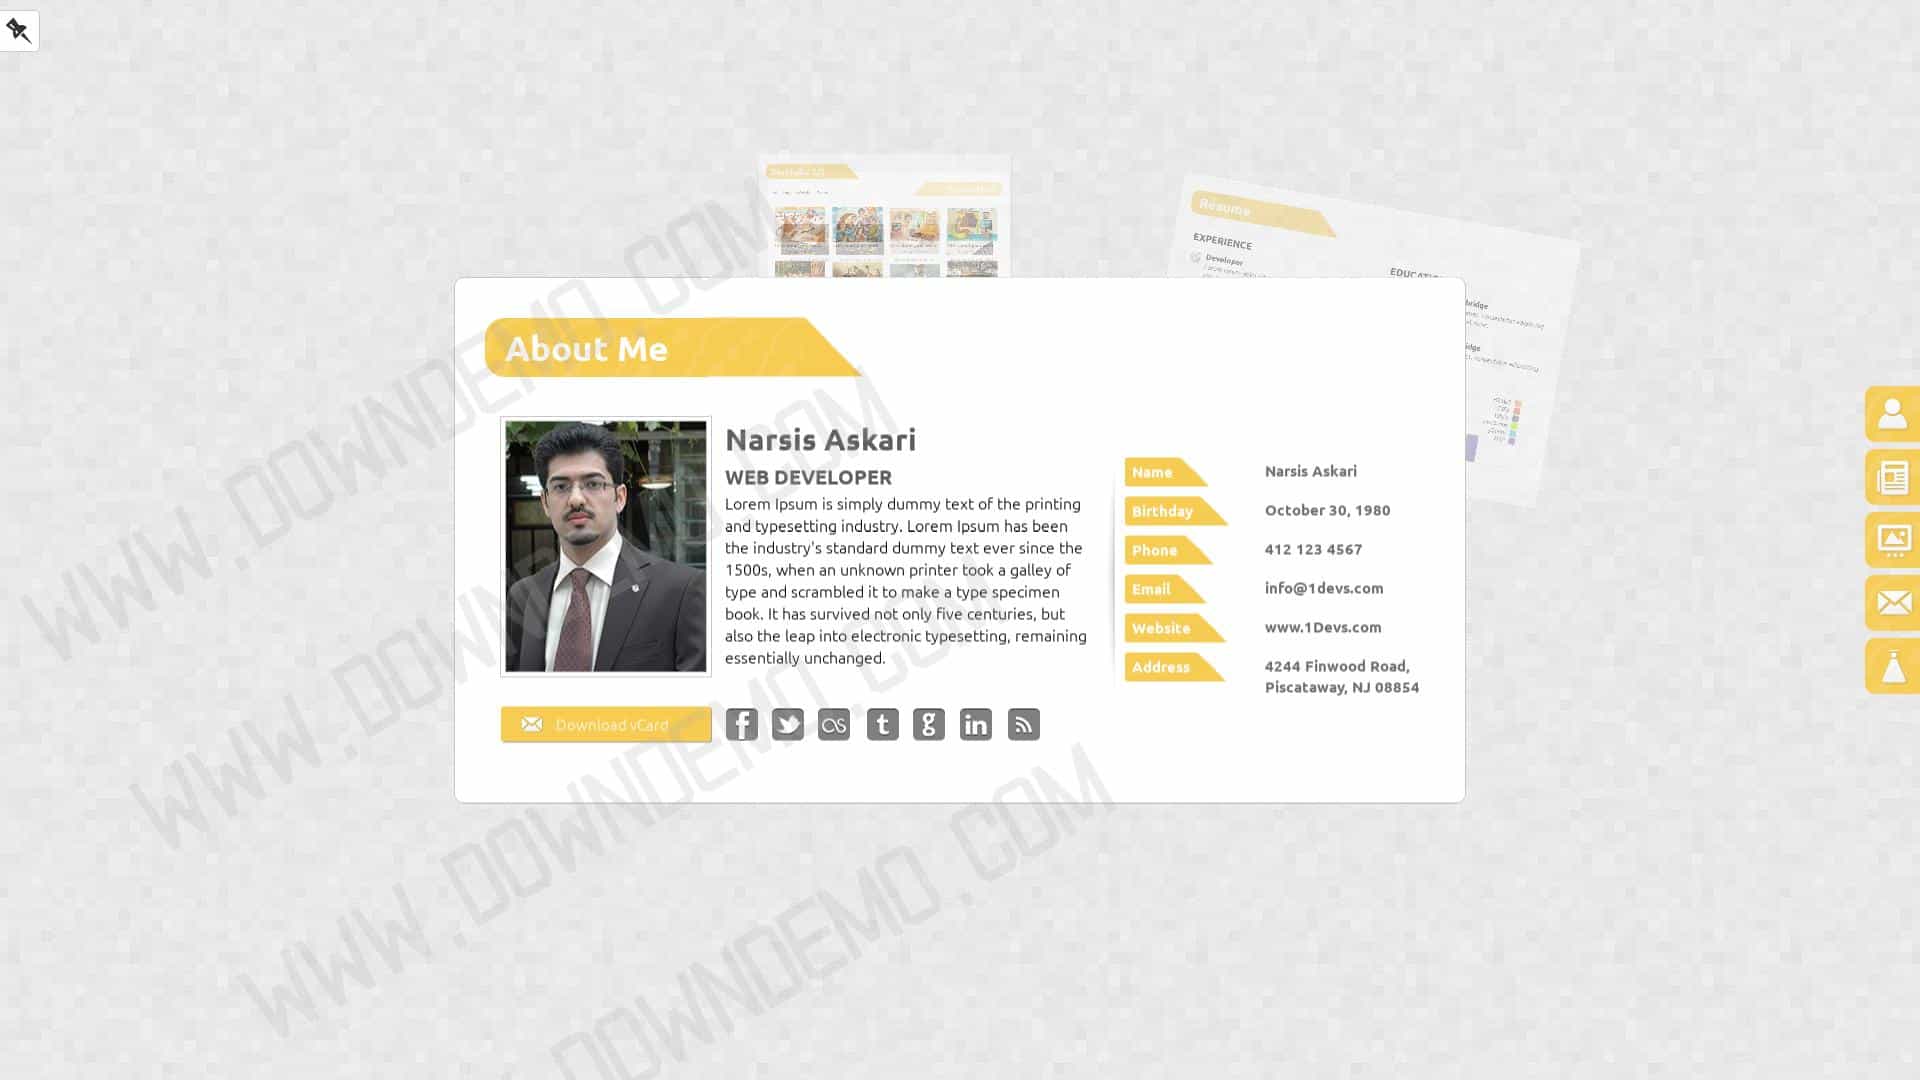 Portfolio
Resume
EXPERIENCE
Developer
About Me
Narsis Askari
WEB DEVELOPER
Lorem Ipsum is simply dummy text of the printing
and typesetting industry. Lorem Ipsum has been
the industry's standard dummy text ever since the
1500s, when an unknown printer took a galley of
type and scrambled it to make a type specimen
book. It has survived not only five centuries, but
also the leap into electronic typesetting, remaining
essentially unchanged.
Name Narsis Askari
Birthday October 30, 1980
Phone 412 123 4567
Email info@1devs.com
Website www.1Devs.com
Address 4244 Finwood Road,
Piscataway, NJ 08854
Download vCard
WWW.DOWNDEMO.COM
WWW.DOWNDEMO.COM
WWW.DOWNDEMO.COM
DOWNDEMO.COM